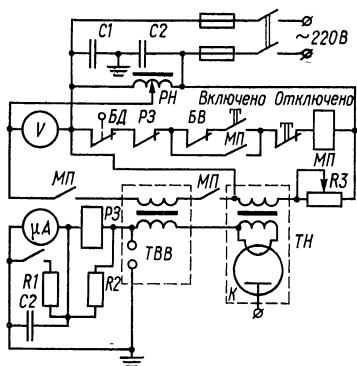 C1
C2
~220В
РН
Включено
Отключено
V
БД
РЗ
БВ
МП
МП
МП
МП
R3
μA
РЗ
ТВВ
ТН
R1
R2
C2
К